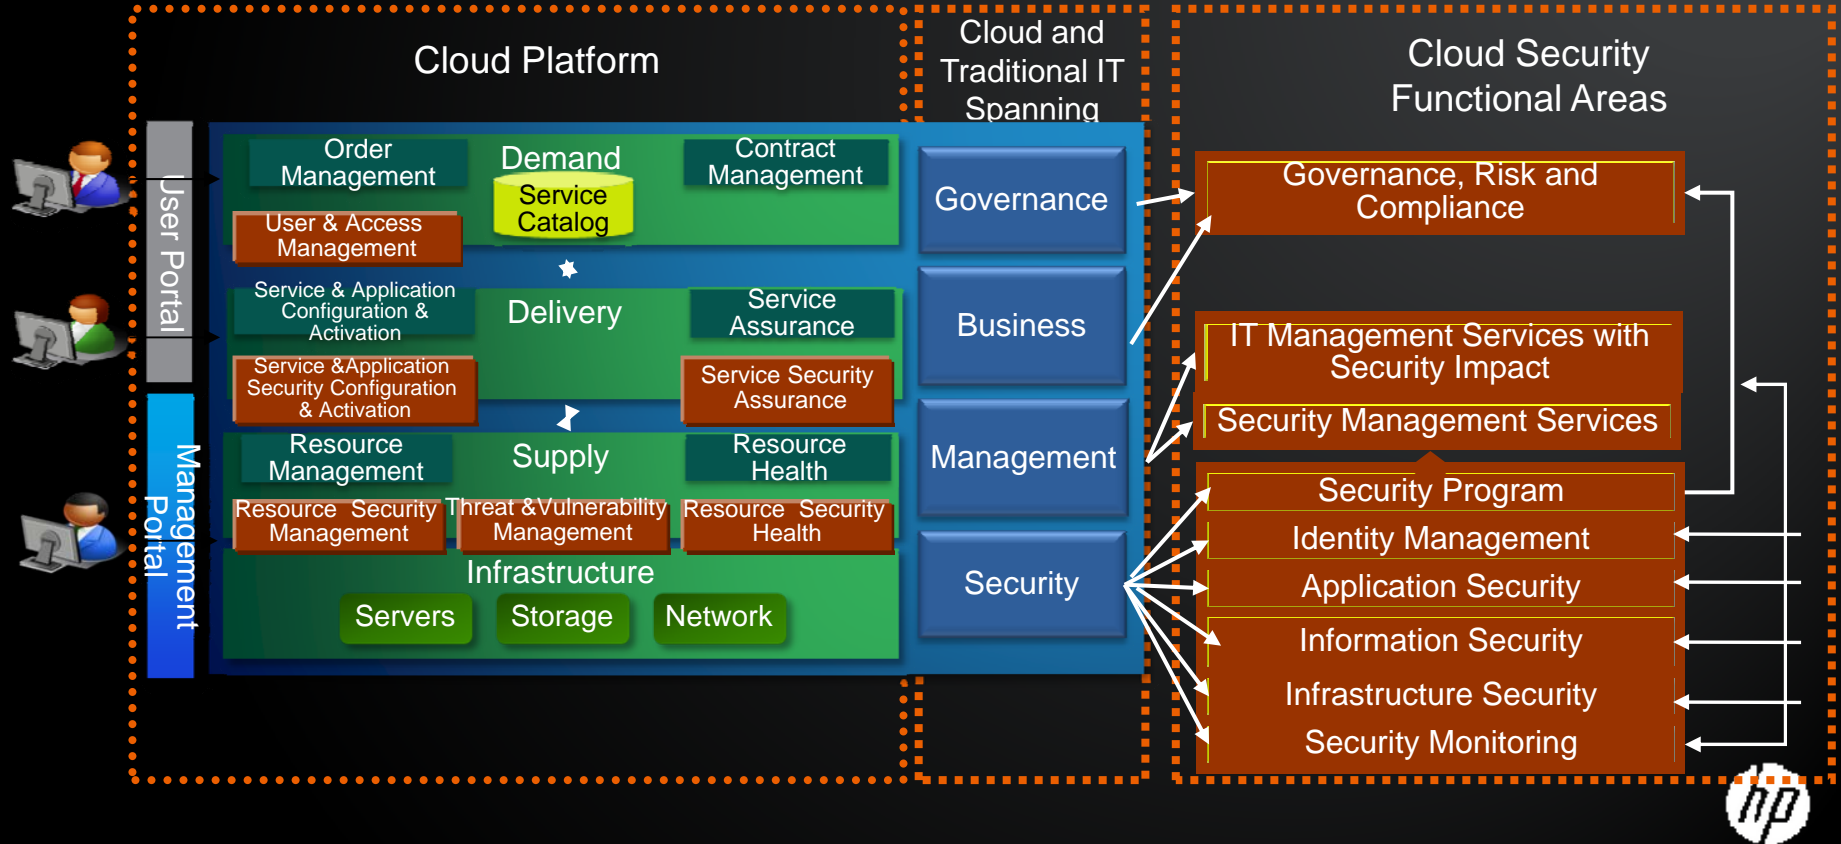 Cloud Platform
Cloud and
Traditional IT
Spanning
Cloud Security
Functional Areas
User Portal
Management
Portal
Order
Management
Demand
Contract
Management
Service
Catalog
User & Access
Management
Service & Application
Configuration &
Activation
Delivery
Service
Assurance
Service &Application
Security Configuration
& Activation
Service Security
Assurance
Resource
Management
Supply
Resource
Health
Resource Security
Management
Threat &Vulnerability
Management
Resource Security
Health
Infrastructure
Servers
Storage
Network
Governance
Business
Management
Security
Governance, Risk and
Compliance
IT Management Services with
Security Impact
Security Management Services
Security Program
Identity Management
Application Security
Information Security
Infrastructure Security
Security Monitoring
hp